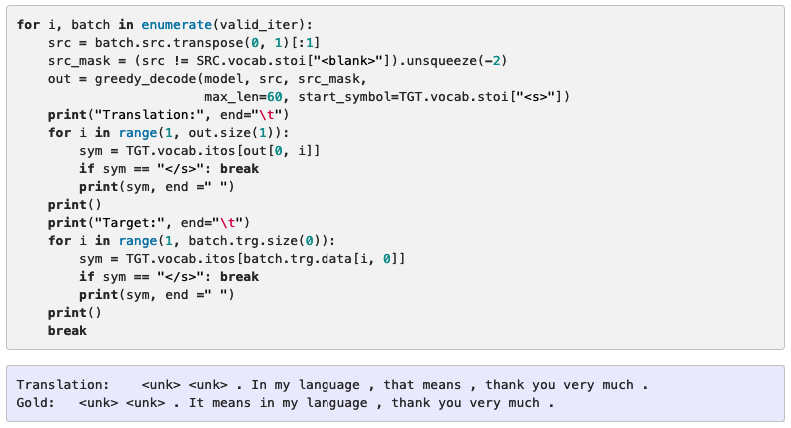 for i, batch in enumerate(valid_iter):
    src = batch.src.transpose(0, 1)[:1]
    src_mask = (src != SRC.vocab.stoi["<blank>"]).unsqueeze(-2)
    out = greedy_decode(model, src, src_mask,
                        max_len=60, start_symbol=TGT.vocab.stoi["<s>"])
    print("Translation:", end="\t")
    for i in range(1, out.size(1)):
        sym = TGT.vocab.itos[out[0, i]]
        if sym == "</s>": break
        print(sym, end =" ")
    print()
    print("Target:", end="\t")
    for i in range(1, batch.trg.size(0)):
        sym = TGT.vocab.itos[batch.trg.data[i, 0]]
        if sym == "</s>": break
        print(sym, end =" ")
    print()
    break
Translation:    <unk> <unk> . In my language , that means , thank you very much .
Gold:   <unk> <unk> . It means in my language , thank you very much .